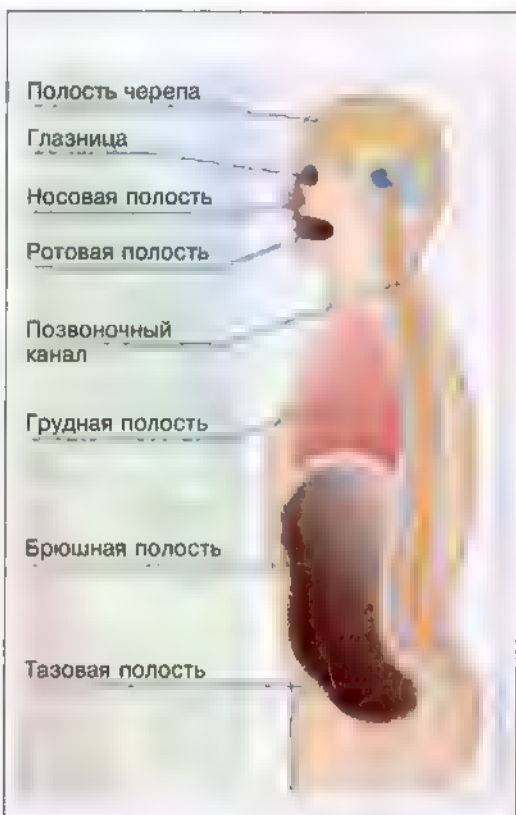 Полость черепа
Глазница
Носовая полость
Ротовая полость
Позвоночный
канал
Грудная полость
Брюшная полость
Тазовая полость